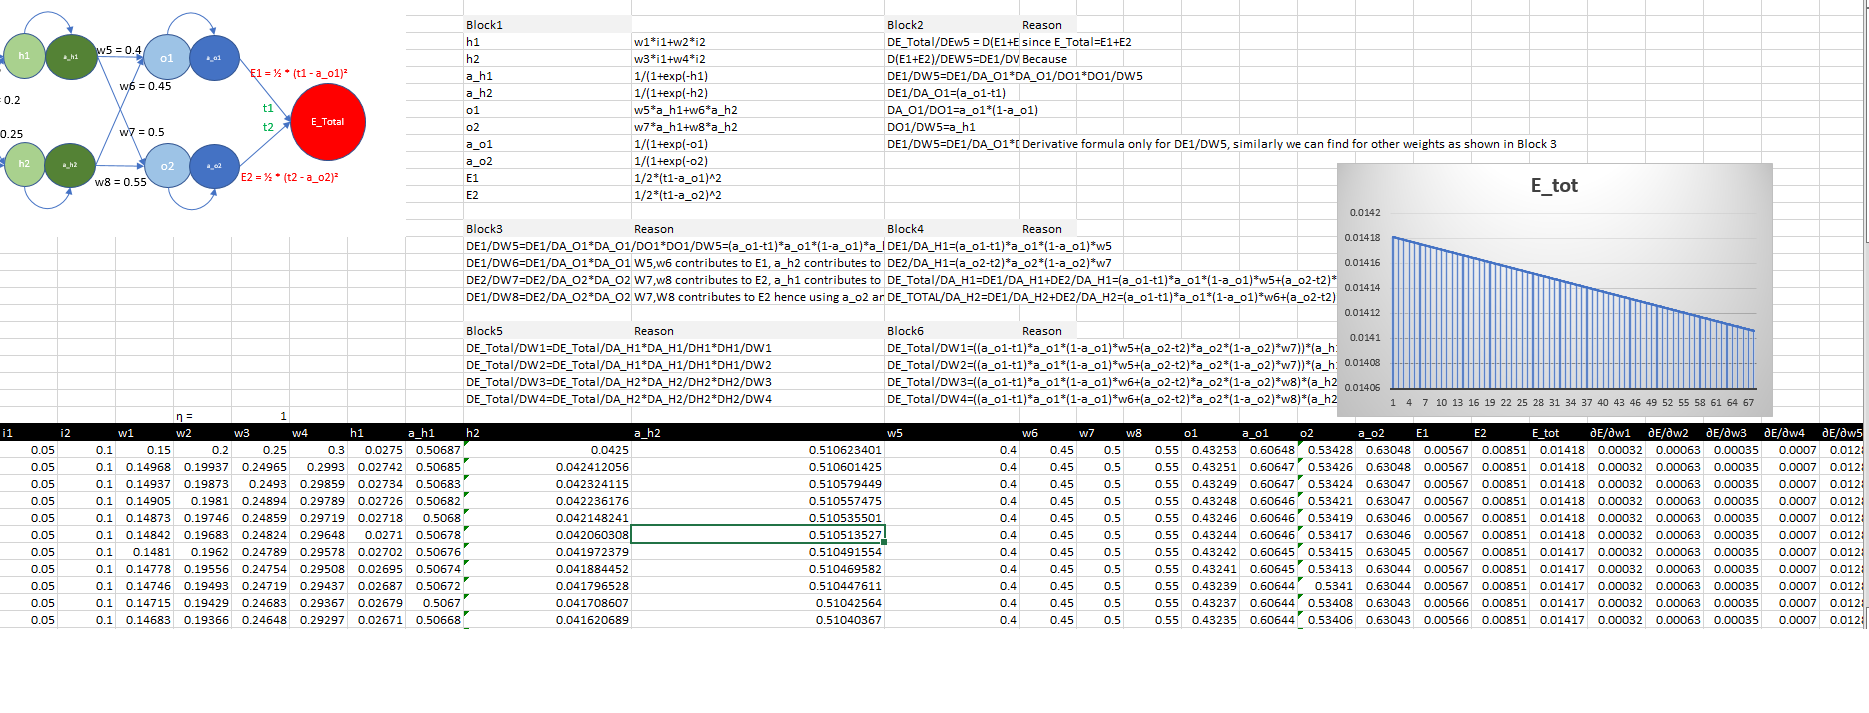 h1
a_h1
w5 = 0.4
o1
a_o1
E1 = ½ * (t1 - a_o1)²
w6 = 0.45
0.2
t1
t2
E_Total
0.25
w7 = 0.5
h2
a_h2
o2
a_o2
w8 = 0.55
E2 = ½ * (t2 - a_o2)²
Block1 Block2 Reason
h1 w1*i1+w2*i2 DE_Total/DEw5 = D(E1+E since E_Total=E1+E2
h2 w3*i1+w4*i2 D(E1+E2)/DEW5=DE1/DV Because
a_h1 1/(1+exp(-h1) DE1/DW5=DE1/DA_O1*DA_O1/DO1*DO1/DW5
a_h2 1/(1+exp(-h2) DE1/DA_O1=(a_o1-t1)
o1 w5*a_h1+w6*a_h2 DA_O1/DO1=a_o1*(1-a_o1)
o2 w7*a_h1+w8*a_h2 DO1/DW5=a_h1
a_o1 1/(1+exp(-o1) DE1/DW5=DE1/DA_O1*D Derivative formula only for DE1/DW5, similarly we can find for other weights as shown in Block 3
a_o2 1/(1+exp(-o2)
E1 1/2*(t1-a_o1)^2
E2 1/2*(t1-a_o2)^2
Block3 Reason Block4 Reason
DE1/DW5=DE1/DA_O1*DA_O1/DO1*DO1/DW5=(a_o1-t1)*a_o1*(1-a_o1)*a_l DE1/DA_H1=(a_o1-t1)*a_o1*(1-a_o1)*w5
DE1/DW6=DE1/DA_O1*DA_O1 W5,w6 contributes to E1, a_h2 contributes to DE2/DA_H1=(a_o2-t2)*a_o2*(1-a_o2)*w7
DE2/DW7=DE2/DA_O2*DA_O2 W7,w8 contributes to E2, a_h1 contributes to DE_Total/DA_H1=DE1/DA_H1+DE2/DA_H1=(a_o1-t1)*a_o1*(1-a_o1)*w5+(a_o2-t2)*
DE1/DW8=DE2/DA_O2*DA_O2 W7,W8 contributes to E2 hence using a_o2 ar DE_TOTAL/DA_H2=DE1/DA_H2+DE2/DA_H2=(a_o1-t1)*a_o1*(1-a_o1)*w6+(a_o2-t2)
Block5 Reason Block6 Reason
DE_Total/DW1=DE_Total/DA_H1*DA_H1/DH1*DH1/DW1 DE_Total/DW1=((a_o1-t1)*a_o1*(1-a_o1)*w5+(a_o2-t2)*a_o2*(1-a_o2)*w7))*(a_h
DE_Total/DW2=DE_Total/DA_H1*DA_H1/DH1*DH1/DW2 DE_Total/DW2=((a_o1-t1)*a_o1*(1-a_o1)*w5+(a_o2-t2)*a_o2*(1-a_o2)*w7))*(a_h
DE_Total/DW3=DE_Total/DA_H2*DA_H2/DH2*DH2/DW3 DE_Total/DW3=((a_o1-t1)*a_o1*(1-a_o1)*w6+(a_o2-t2)*a_o2*(1-a_o2)*w8)*(a_h2
DE_Total/DW4=DE_Total/DA_H2*DA_H2/DH2*DH2/DW4 DE_Total/DW4=((a_o1-t1)*a_o1*(1-a_o1)*w6+(a_o2-t2)*a_o2*(1-a_o2)*w8)*(a_h2
E_tot
0.0142
0.01418
0.01416
0.01414
0.01412
0.0141
0.01408
0.01406
1 4 7 10 13 16 19 22 25 28 31 34 37 40 43 46 49 52 55 58 61 64 67
η = 1
i1 i2 w1 w2 w3 w4 h1 a_h1 h2 a_h2 w5 w6 w7 w8 o1 a_o1 o2 a_o2 E1 E2 E_tot ∂E/∂w1 ∂E/∂w2 ∂E/∂w3 ∂E/∂w4 ∂E/∂w5
0.05 0.1 0.15 0.2 0.25 0.3 0.0275 0.50687 0.0425 0.510623401 0.4 0.45 0.5 0.55 0.43253 0.60648 0.53428 0.63048 0.00567 0.00851 0.01418 0.00032 0.00063 0.00035 0.0007 0.012
0.05 0.1 0.14968 0.19937 0.24965 0.2993 0.02742 0.50685 0.042412056 0.510601425 0.4 0.45 0.5 0.55 0.43251 0.60647 0.53426 0.63048 0.00567 0.00851 0.01418 0.00032 0.00063 0.00035 0.0007 0.012
0.05 0.1 0.14937 0.19873 0.2493 0.29859 0.02734 0.50683 0.042324115 0.510579449 0.4 0.45 0.5 0.55 0.43249 0.60647 0.53424 0.63047 0.00567 0.00851 0.01418 0.00032 0.00063 0.00035 0.0007 0.012
0.05 0.1 0.14905 0.1981 0.24894 0.29789 0.02726 0.50682 0.042236176 0.510557475 0.4 0.45 0.5 0.55 0.43248 0.60646 0.53421 0.63047 0.00567 0.00851 0.01418 0.00032 0.00063 0.00035 0.0007 0.012
0.05 0.1 0.14873 0.19746 0.24859 0.29719 0.02718 0.5068 0.042148241 0.510535501 0.4 0.45 0.5 0.55 0.43246 0.60646 0.53419 0.63046 0.00567 0.00851 0.01418 0.00032 0.00063 0.00035 0.0007 0.012
0.05 0.1 0.14842 0.19683 0.24824 0.29648 0.0271 0.50678 0.042060308 0.510513527 0.4 0.45 0.5 0.55 0.43244 0.60646 0.53417 0.63046 0.00567 0.00851 0.01418 0.00032 0.00063 0.00035 0.0007 0.012
0.05 0.1 0.1481 0.1962 0.24789 0.29578 0.02702 0.50676 0.041972379 0.510491554 0.4 0.45 0.5 0.55 0.43242 0.60645 0.53415 0.63045 0.00567 0.00851 0.01417 0.00032 0.00063 0.00035 0.0007 0.012
0.05 0.1 0.14778 0.19556 0.24754 0.29508 0.02695 0.50674 0.041884452 0.510469582 0.4 0.45 0.5 0.55 0.43241 0.60645 0.53413 0.63044 0.00567 0.00851 0.01417 0.00032 0.00063 0.00035 0.0007 0.012
0.05 0.1 0.14746 0.19493 0.24719 0.29437 0.02687 0.50672 0.041796528 0.510447611 0.4 0.45 0.5 0.55 0.43239 0.60644 0.5341 0.63044 0.00567 0.00851 0.01417 0.00032 0.00063 0.00035 0.0007 0.012
0.05 0.1 0.14715 0.19429 0.24683 0.29367 0.02679 0.5067 0.041708607 0.51042564 0.4 0.45 0.5 0.55 0.43237 0.60644 0.53408 0.63043 0.00566 0.00851 0.01417 0.00032 0.00063 0.00035 0.0007 0.012
0.05 0.1 0.14683 0.19366 0.24648 0.29297 0.02671 0.50668 0.041620689 0.51040367 0.4 0.45 0.5 0.55 0.43235 0.60644 0.53406 0.63043 0.00566 0.00851 0.01417 0.00032 0.00063 0.00035 0.0007 0.012